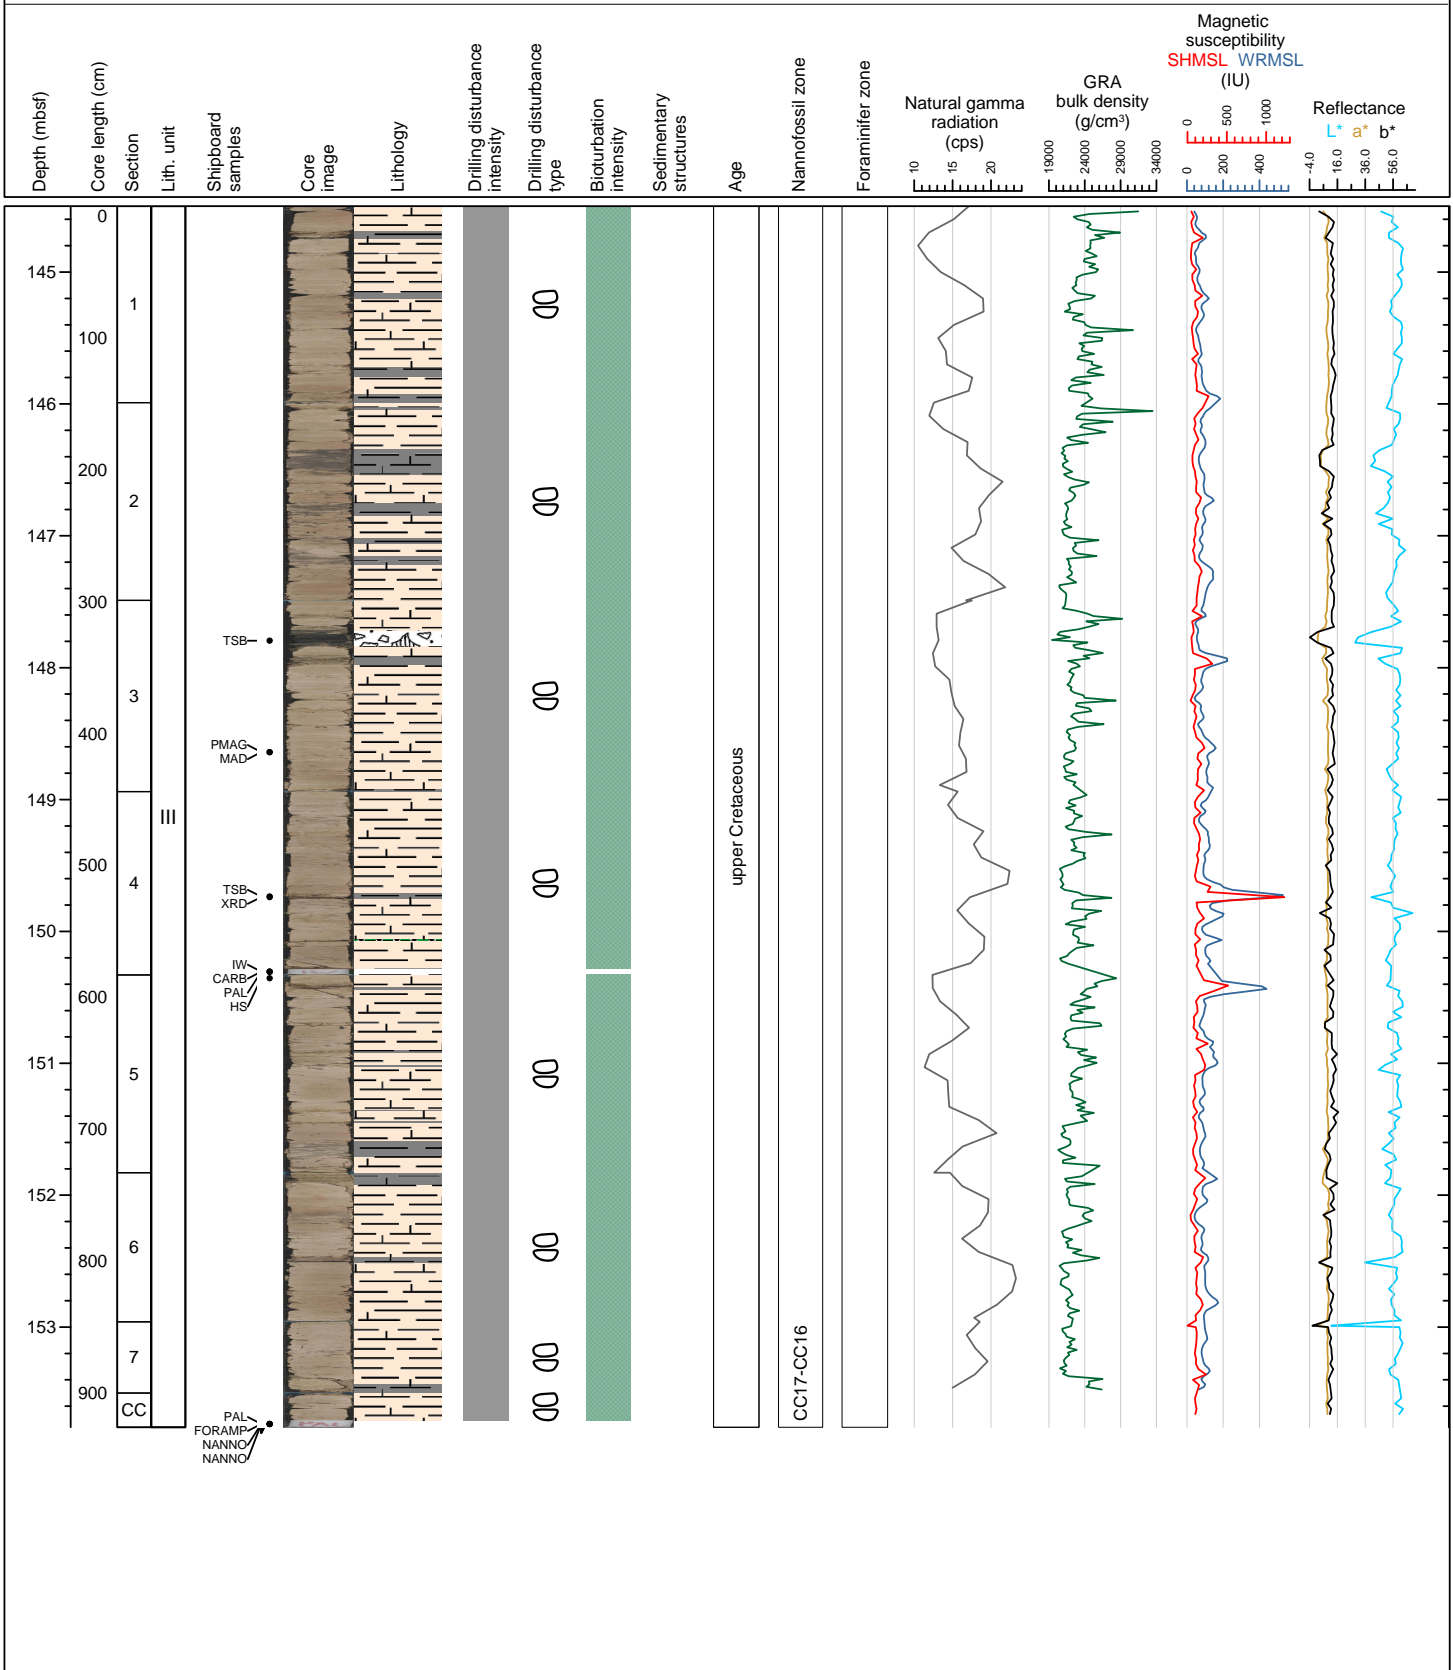 Depth (mbsf)
Core length (cm)
Section
Lith. unit
Shipboard
samples
Core
image
Lithology
Drilling disturbance
intensity
Drilling disturbance
type
Bioturbation
intensity
Sedimentary
structures
Age
Nannofossil zone
Foraminifer zone
Natural gamma
radiation
(cps)
10 15 20
GRA
bulk density
(g/cm³)
19000 24000 29000 34000
Magnetic
susceptibility
SHMSL WRMSL
(IU)
0 500 1000
0 200 400
Reflectance
L* a* b*
-4.0 16.0 36.0 56.0
0
145
1
100
146
200
2
147
300
TSB
148
3
400
PMAG
MAD
upper Cretaceous
149
III
500
4
TSB
XRD
150
IW
CARB
PAL
HS
600
151
5
700
152
6
800
153
7
CC17-CC16
900
CC
PAL
FORAMP
NANNO
NANNO